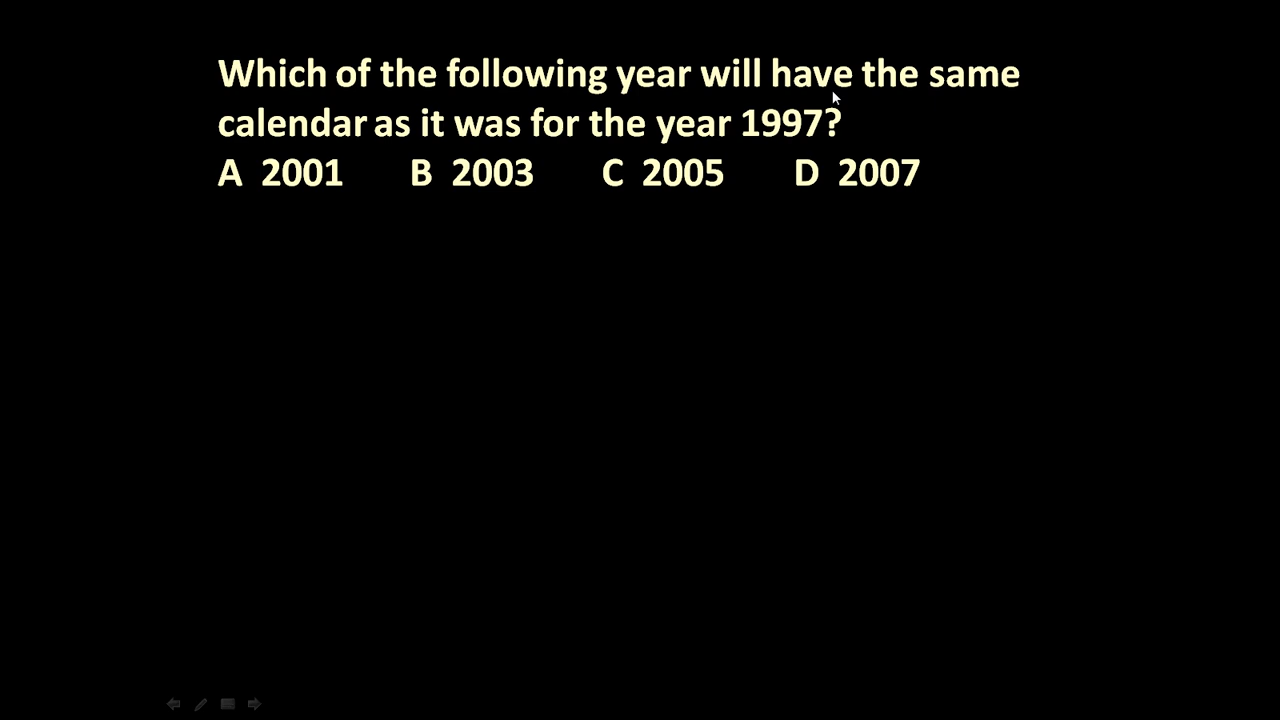 Which of the following year will have the same
calendar as it was for the year 1997?
A 2001 B 2003 C 2005 D 2007